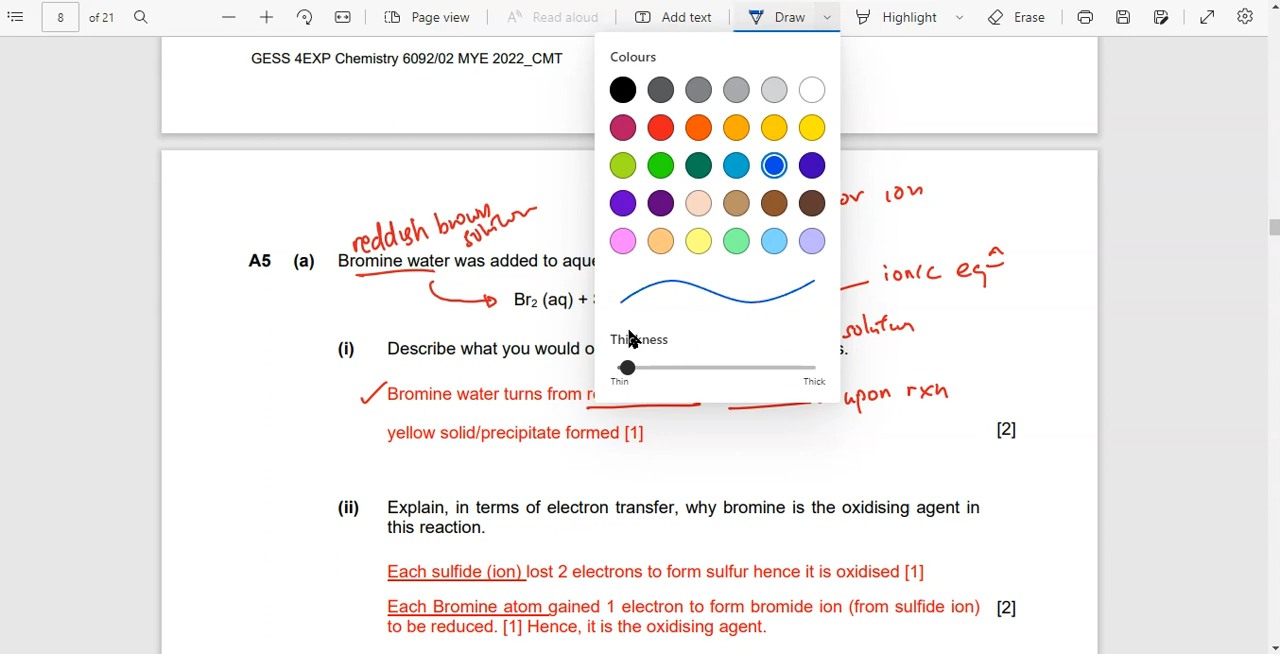 8 of 21 Page view Read aloud Add text Draw Highlight Erase
GESS 4EXP Chemistry 6092/02 MYE 2022_CMT
Colours
or ion
reddish brown
solution
A5 (a) Bromine water was added to aque
ionic eq^n
Br₂ (aq) +
solution
Thickness
(i) Describe what you would o s.
Thin Thick
Bromine water turns from r upon rxn
yellow solid/precipitate formed [1] [2]
(ii) Explain, in terms of electron transfer, why bromine is the oxidising agent in
this reaction.
Each sulfide (ion) lost 2 electrons to form sulfur hence it is oxidised [1]
Each Bromine atom gained 1 electron to form bromide ion (from sulfide ion) [2]
to be reduced. [1] Hence, it is the oxidising agent.